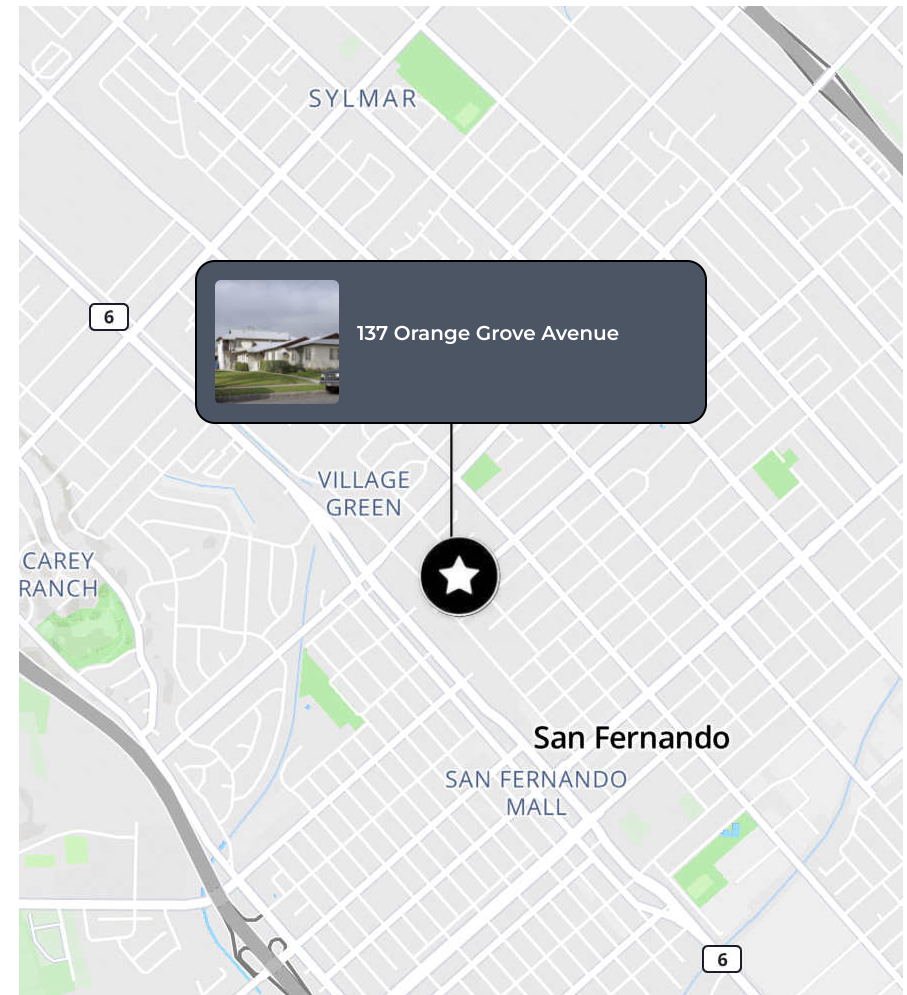 SYLMAR
6
137 Orange Grove Avenue
VILLAGE
GREEN
CAREY
RANCH
San Fernando
SAN FERNANDO
MALL
6